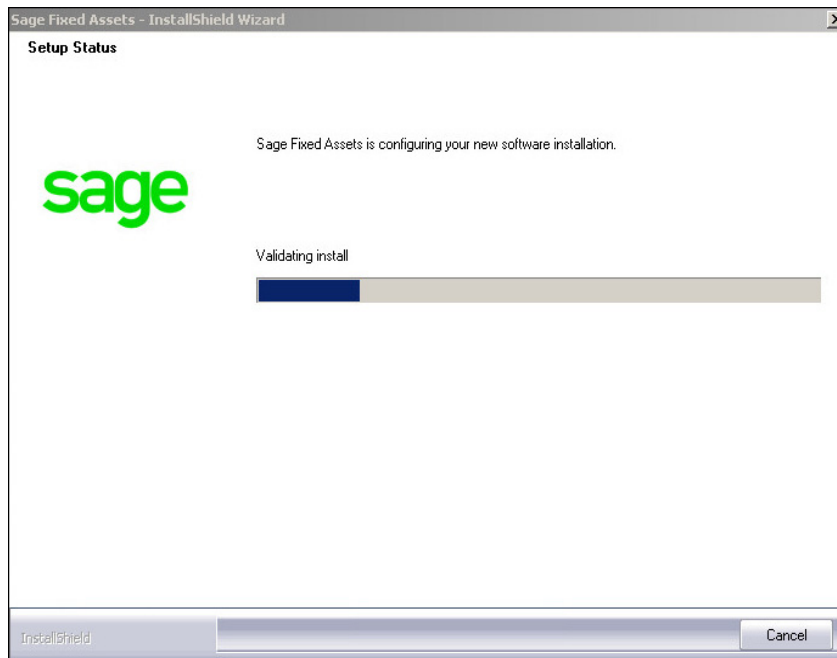 Sage Fixed Assets - InstallShield Wizard
Setup Status
Sage Fixed Assets is configuring your new software installation.
sage
Validating install
InstallShield
Cancel